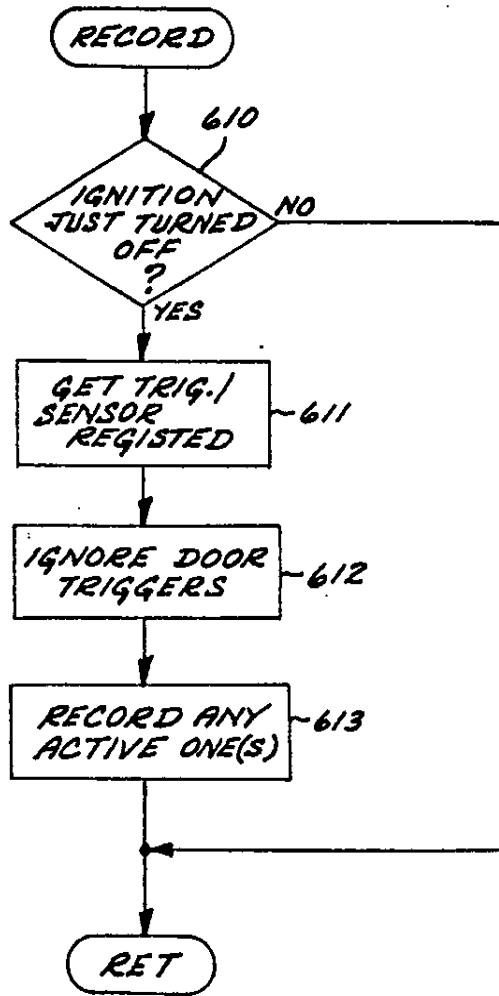 RECORD
610
IGNITION
JUST TURNED
OFF
?
NO
YES
GET TRIG./
SENSOR
REGISTED
611
IGNORE DOOR
TRIGGERS
612
RECORD ANY
ACTIVE ONE(S)
613
RET